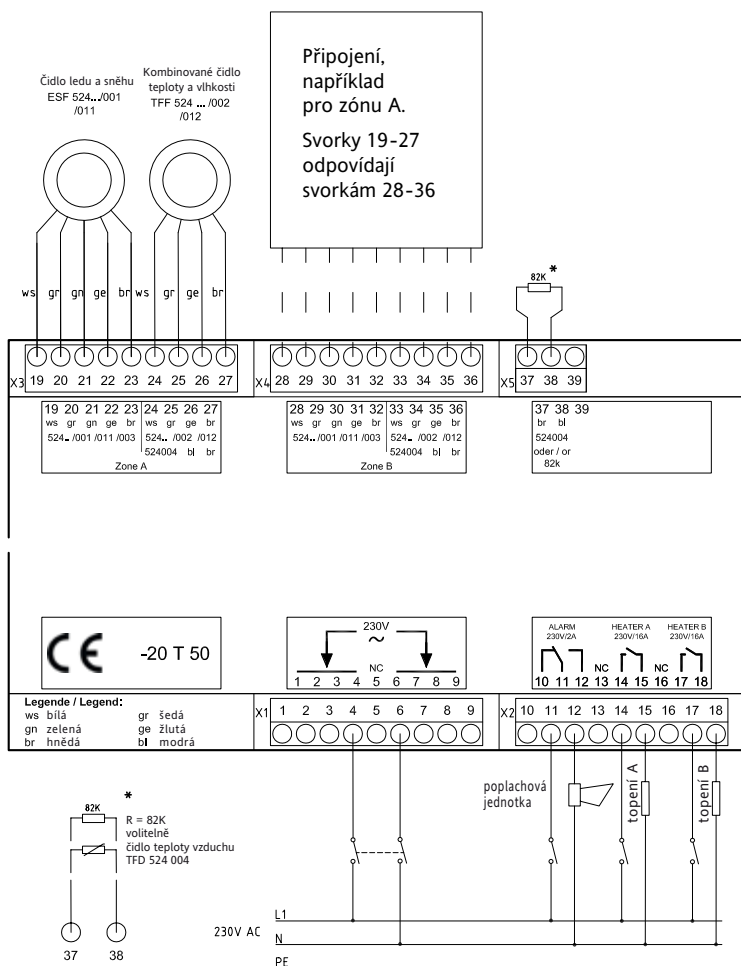 Čidlo ledu a sněhu
ESF 524.../001
/011
Kombinované čidlo
teploty a vlhkosti
TFF 524 ... /002
/012
Připojení,
například
pro zónu A.
Svorky 19-27
odpovídají
svorkám 28-36
82K *
ws gr gn ge br ws gr ge br
X3 19 20 21 22 23 24 25 26 27
X4 28 29 30 31 32 33 34 35 36
X5 37 38 39
19 20 21 22 23 24 25 26 27
ws gr gn ge br ws gr ge br
524.. /001 /011 /003 524.. /002 /012
524004 bl br
Zone A
28 29 30 31 32 33 34 35 36
ws gr gn ge br ws gr ge br
524.. /001 /011 /003 524.. /002 /012
524004 bl br
Zone B
37 38 39
br bl
524004
oder / or
82k
CE -20 T 50
230V
~
NC
1 2 3 4 5 6 7 8 9
ALARM
230V/2A
HEATER A
230V/16A
HEATER B
230V/16A
NC NC
10 11 12 13 14 15 16 17 18
Legende / Legend:
ws bílá gr šedá
gn zelená ge žlutá
br hnědá bl modrá
X1 1 2 3 4 5 6 7 8 9
X2 10 11 12 13 14 15 16 17 18
poplachová
jednotka
topení A
topení B
*
82K
R = 82K
volitelně
čidlo teploty vzduchu
TFD 524 004
37 38
230V AC
L1
N
PE